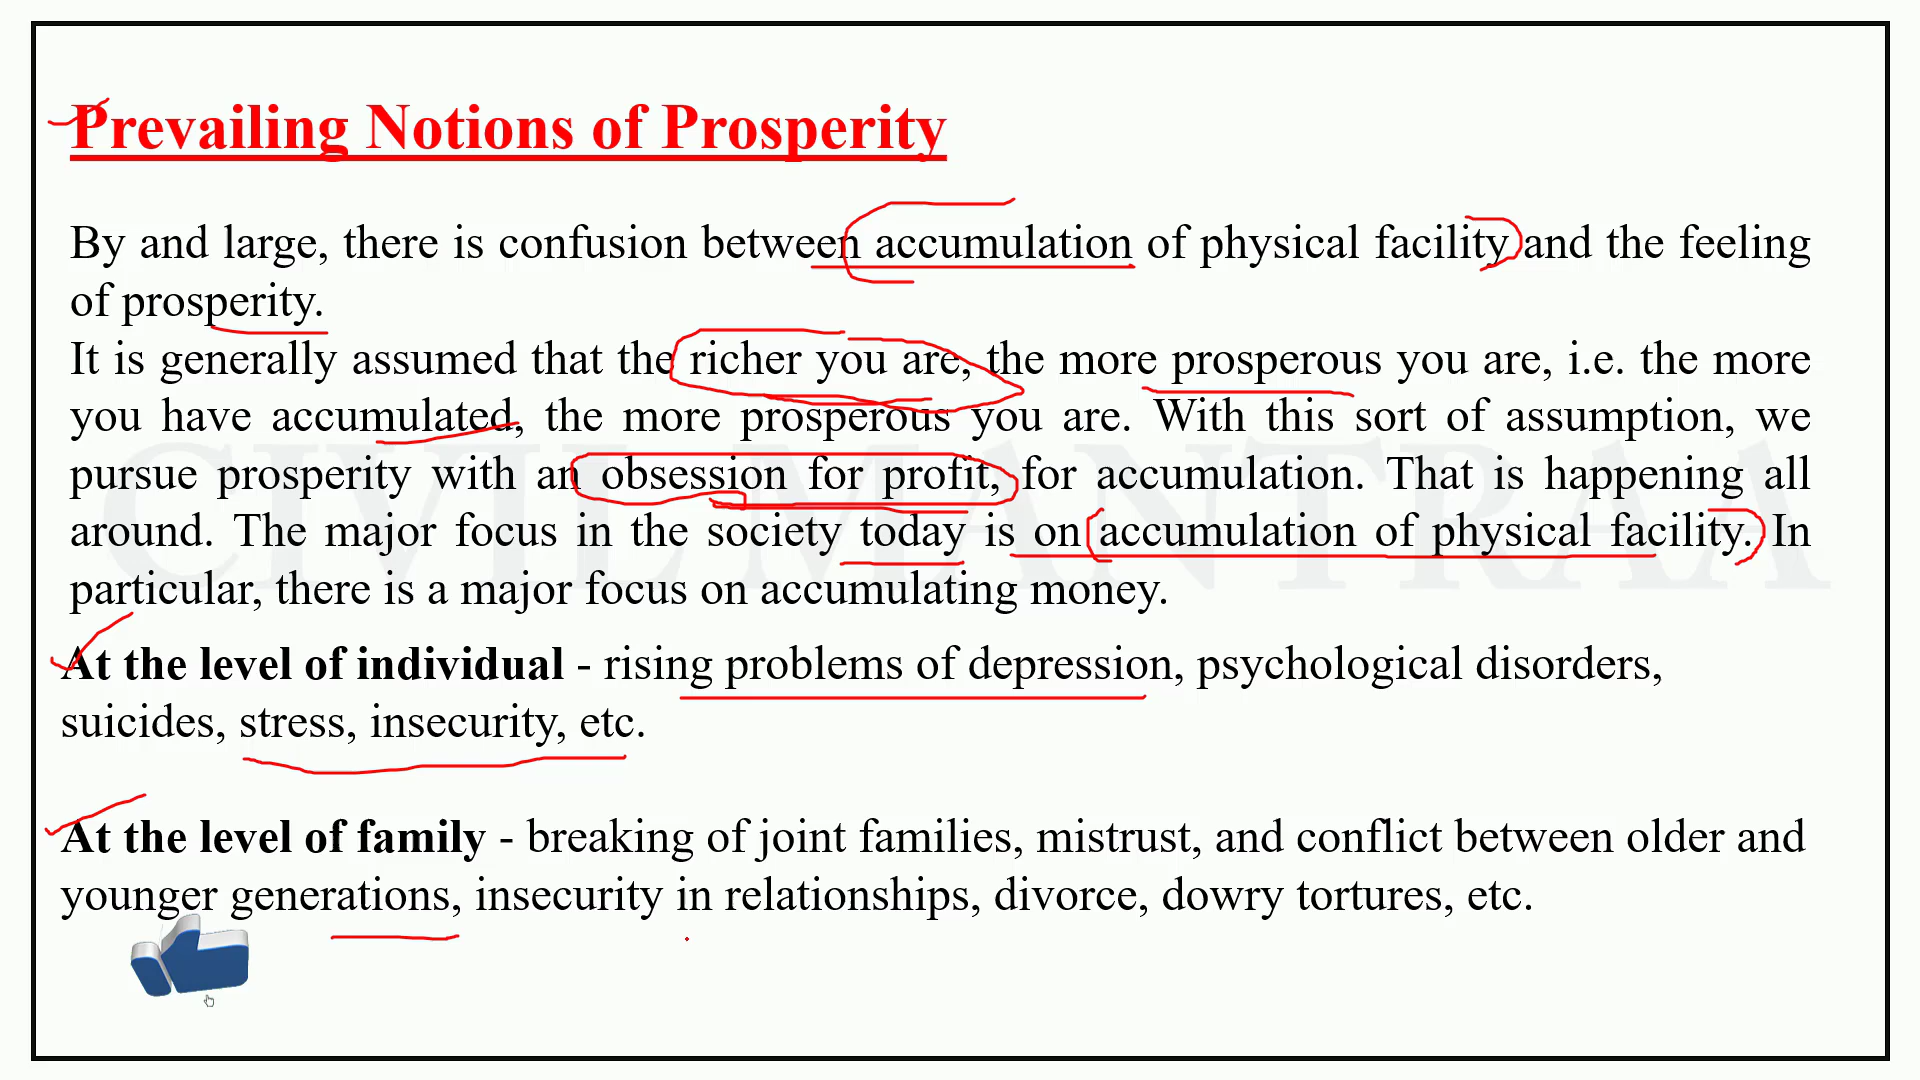 Prevailing Notions of Prosperity
By and large, there is confusion between accumulation of physical facility and the feeling
of prosperity.
It is generally assumed that the richer you are, the more prosperous you are, i.e. the more
you have accumulated, the more prosperous you are. With this sort of assumption, we
pursue prosperity with an obsession for profit, for accumulation. That is happening all
around. The major focus in the society today is on accumulation of physical facility. In
particular, there is a major focus on accumulating money.
At the level of individual - rising problems of depression, psychological disorders,
suicides, stress, insecurity, etc.
At the level of family - breaking of joint families, mistrust, and conflict between older and
younger generations, insecurity in relationships, divorce, dowry tortures, etc.
CIVIL MANTRAA